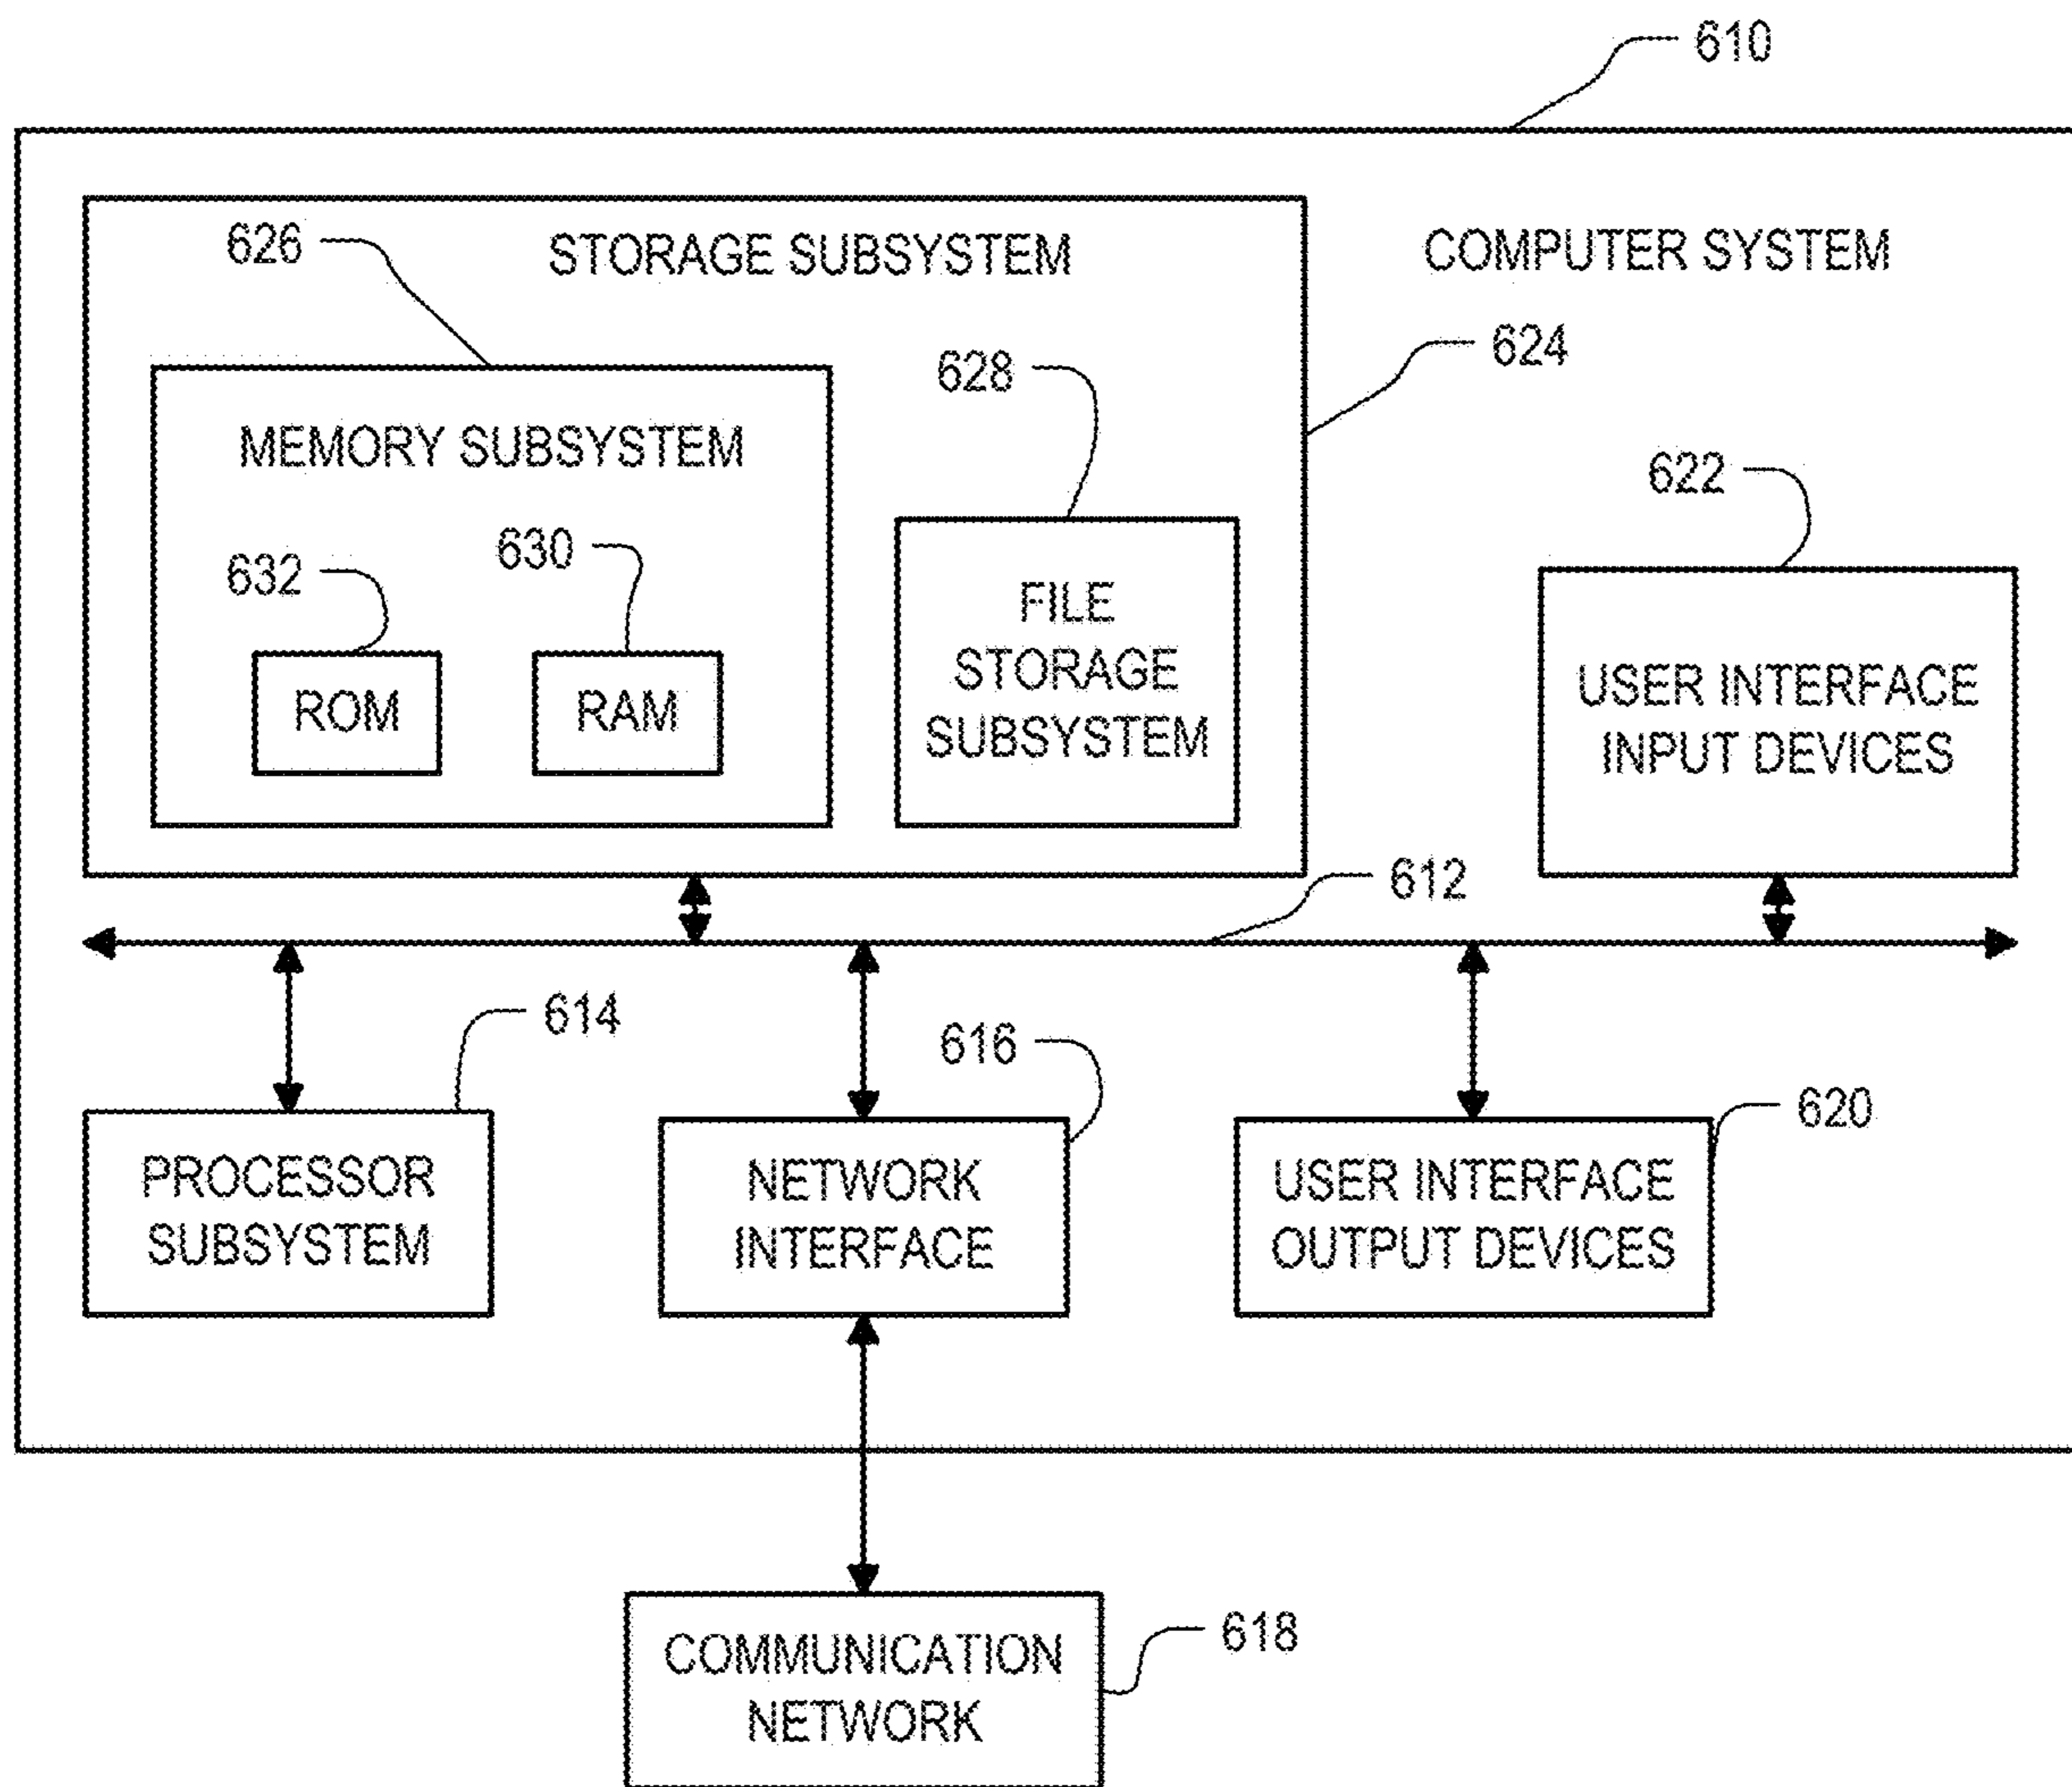 610
626
STORAGE SUBSYSTEM
COMPUTER SYSTEM
624
628
MEMORY SUBSYSTEM
622
632
630
FILE
STORAGE
SUBSYSTEM
ROM
RAM
USER INTERFACE
INPUT DEVICES
612
614
616
620
PROCESSOR
SUBSYSTEM
NETWORK
INTERFACE
USER INTERFACE
OUTPUT DEVICES
COMMUNICATION
NETWORK
618